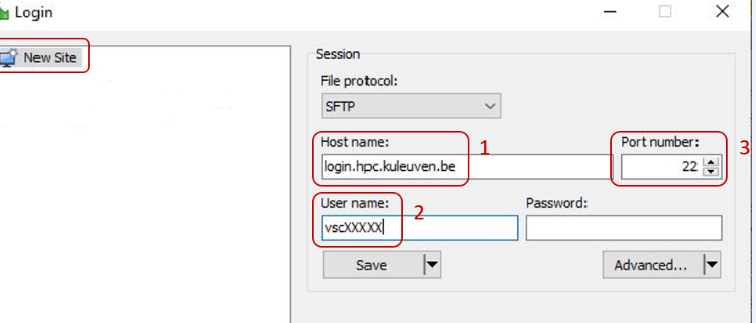 Login
New Site
Session
File protocol:
SFTP
Host name: 1 Port number: 3
login.hpc.kuleuven.be 22
User name: 2 Password:
vscXXXXX
Save Advanced...